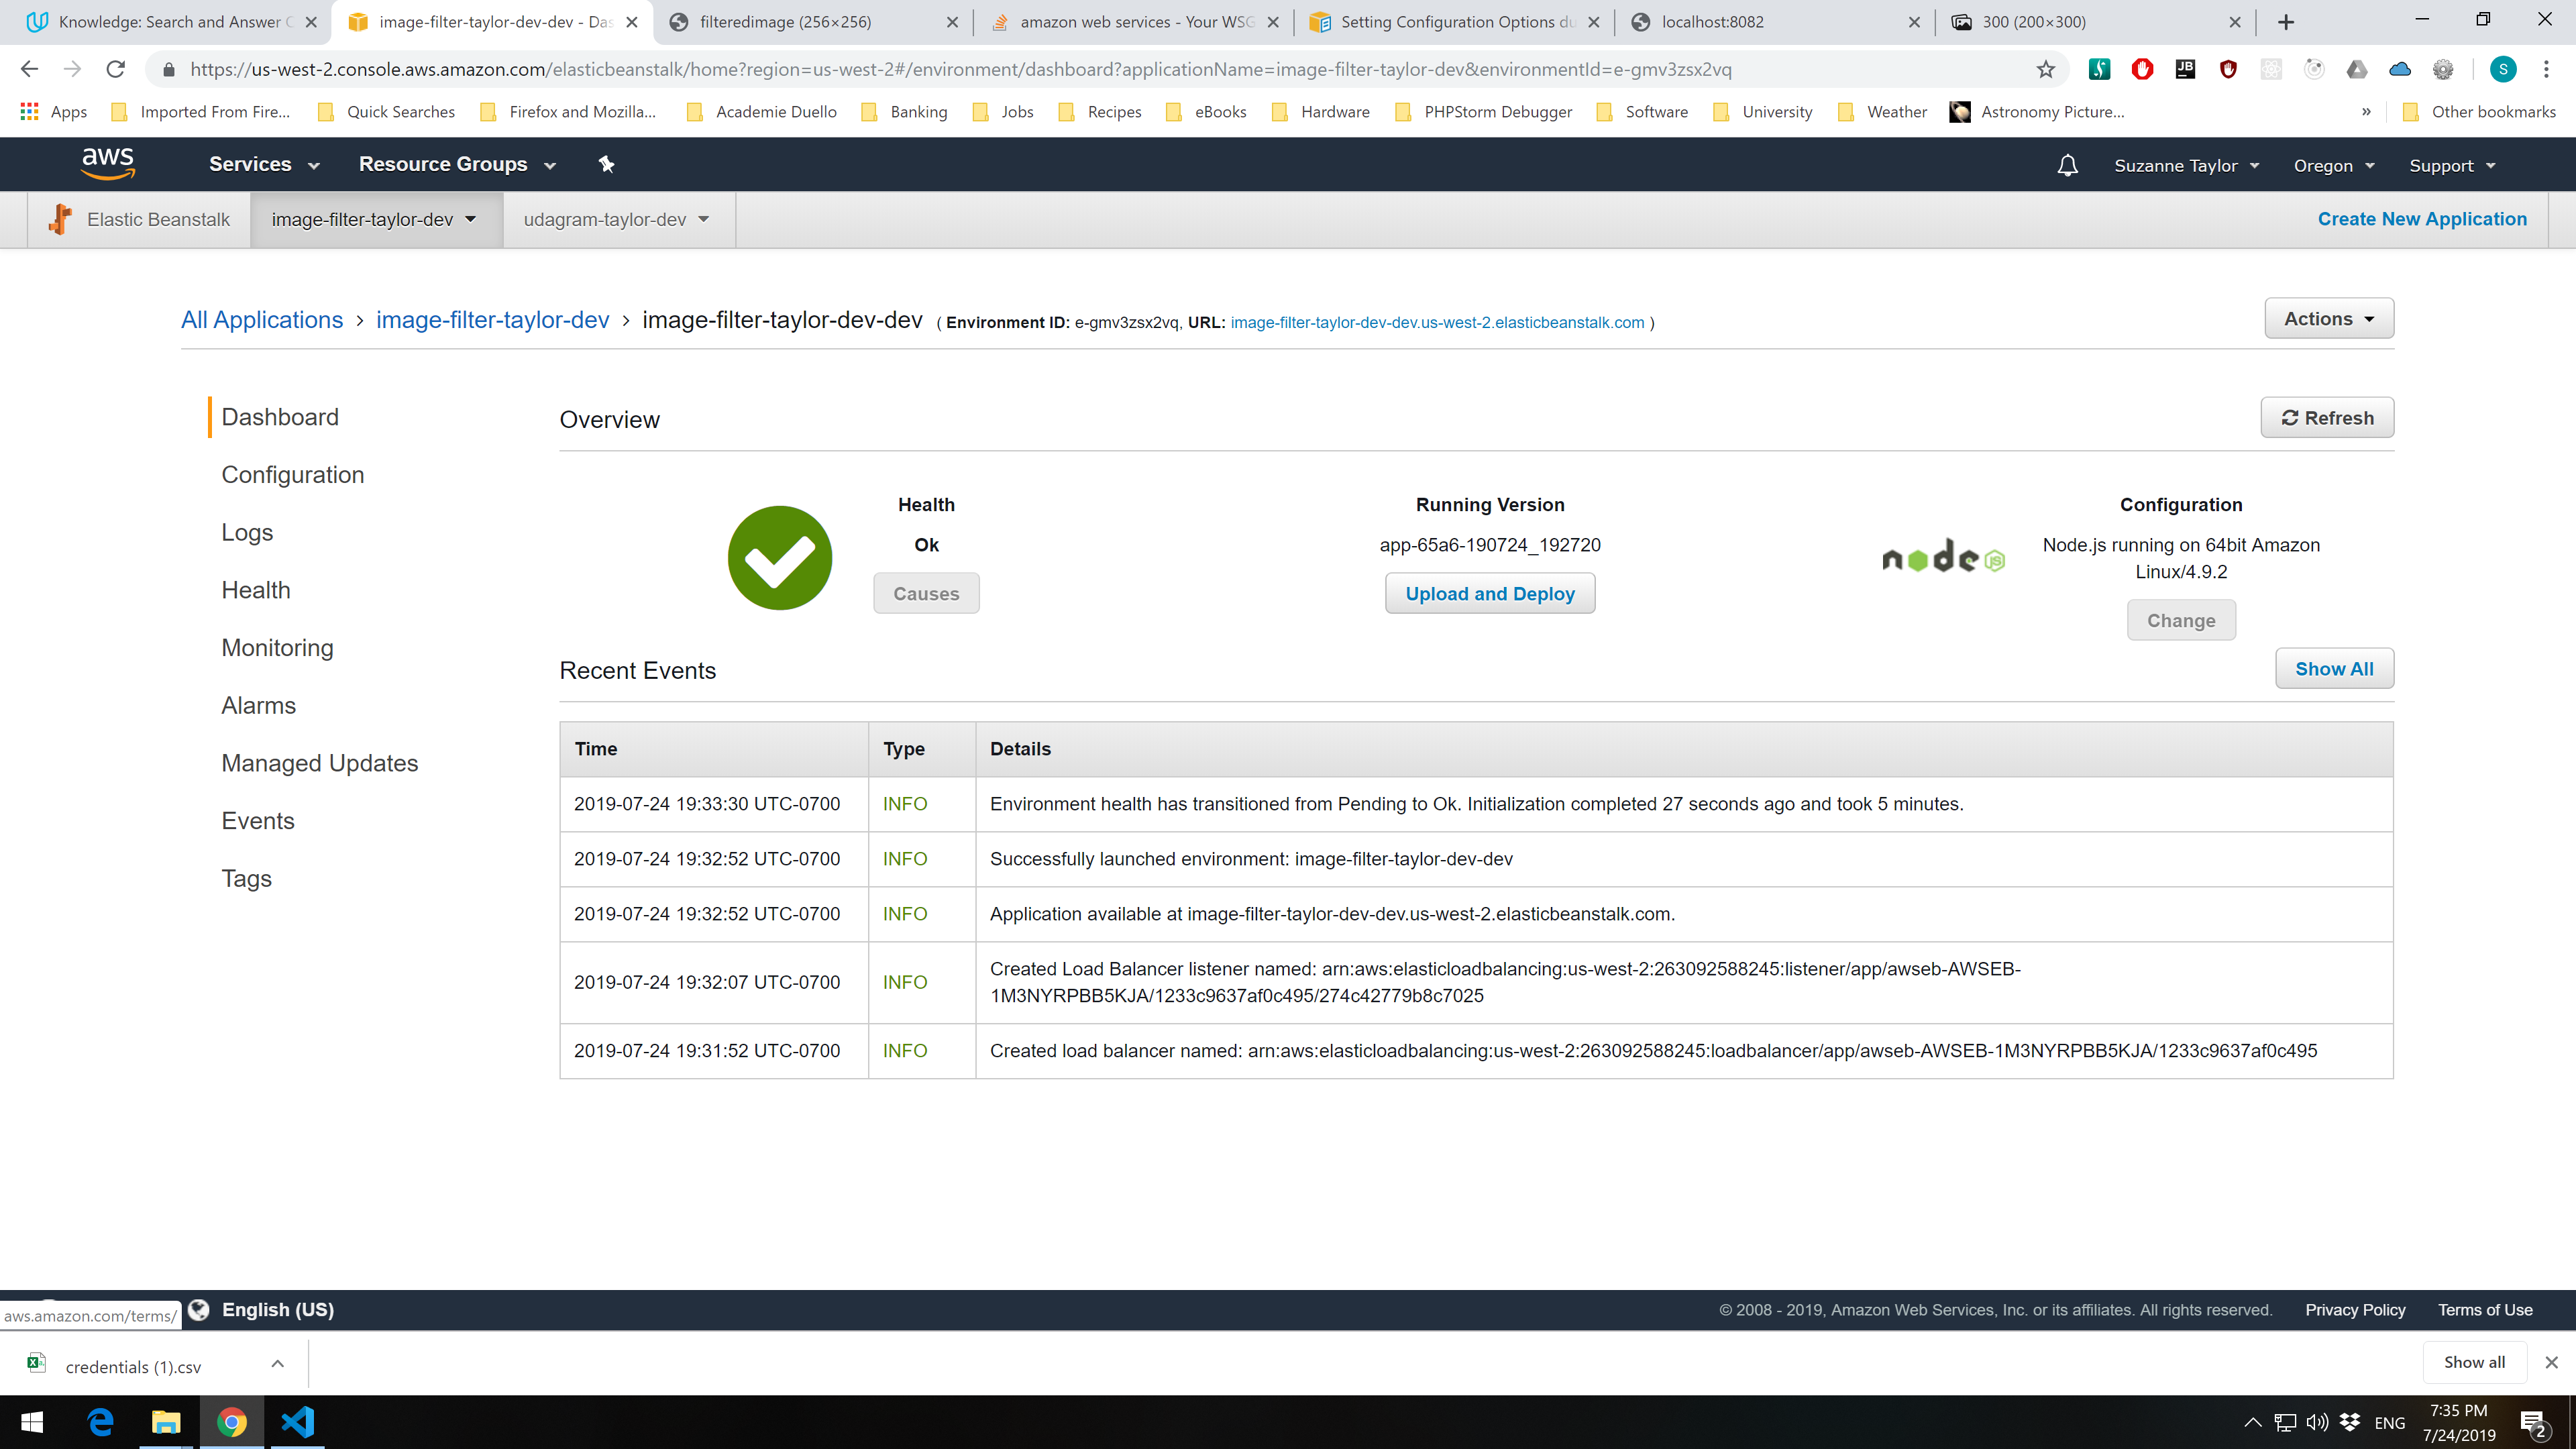 Knowledge: Search and Answer
image-filter-taylor-dev-dev - Das
filteredimage (256×256)
amazon web services - Your WSG
Setting Configuration Options du
localhost:8082
300 (200×300)
https://us-west-2.console.aws.amazon.com/elasticbeanstalk/home?region=us-west-2#/environment/dashboard?applicationName=image-filter-taylor-dev&environmentId=e-gmv3zsx2vq
JB
S
Apps
Imported From Fire...
Quick Searches
Firefox and Mozilla...
Academie Duello
Banking
Jobs
Recipes
eBooks
Hardware
PHPStorm Debugger
Software
University
Weather
Astronomy Picture...
»
Other bookmarks
aws
Services
Resource Groups
Suzanne Taylor
Oregon
Support
Elastic Beanstalk
image-filter-taylor-dev
udagram-taylor-dev
Create New Application
All Applications › image-filter-taylor-dev › image-filter-taylor-dev-dev ( Environment ID: e-gmv3zsx2vq, URL: image-filter-taylor-dev-dev.us-west-2.elasticbeanstalk.com )
Actions
Dashboard
Configuration
Logs
Health
Monitoring
Alarms
Managed Updates
Events
Tags
Overview
Refresh
Health
Ok
Causes
Running Version
app-65a6-190724_192720
Upload and Deploy
node JS
Configuration
Node.js running on 64bit Amazon
Linux/4.9.2
Change
Recent Events
Show All
Time Type Details
2019-07-24 19:33:30 UTC-0700 INFO Environment health has transitioned from Pending to Ok. Initialization completed 27 seconds ago and took 5 minutes.
2019-07-24 19:32:52 UTC-0700 INFO Successfully launched environment: image-filter-taylor-dev-dev
2019-07-24 19:32:52 UTC-0700 INFO Application available at image-filter-taylor-dev-dev.us-west-2.elasticbeanstalk.com.
2019-07-24 19:32:07 UTC-0700 INFO Created Load Balancer listener named: arn:aws:elasticloadbalancing:us-west-2:263092588245:listener/app/awseb-AWSEB-
1M3NYRPBB5KJA/1233c9637af0c495/274c42779b8c7025
2019-07-24 19:31:52 UTC-0700 INFO Created load balancer named: arn:aws:elasticloadbalancing:us-west-2:263092588245:loadbalancer/app/awseb-AWSEB-1M3NYRPBB5KJA/1233c9637af0c495
aws.amazon.com/terms/
English (US)
© 2008 - 2019, Amazon Web Services, Inc. or its affiliates. All rights reserved.
Privacy Policy
Terms of Use
credentials (1).csv
Show all
ENG
7:35 PM
7/24/2019
2